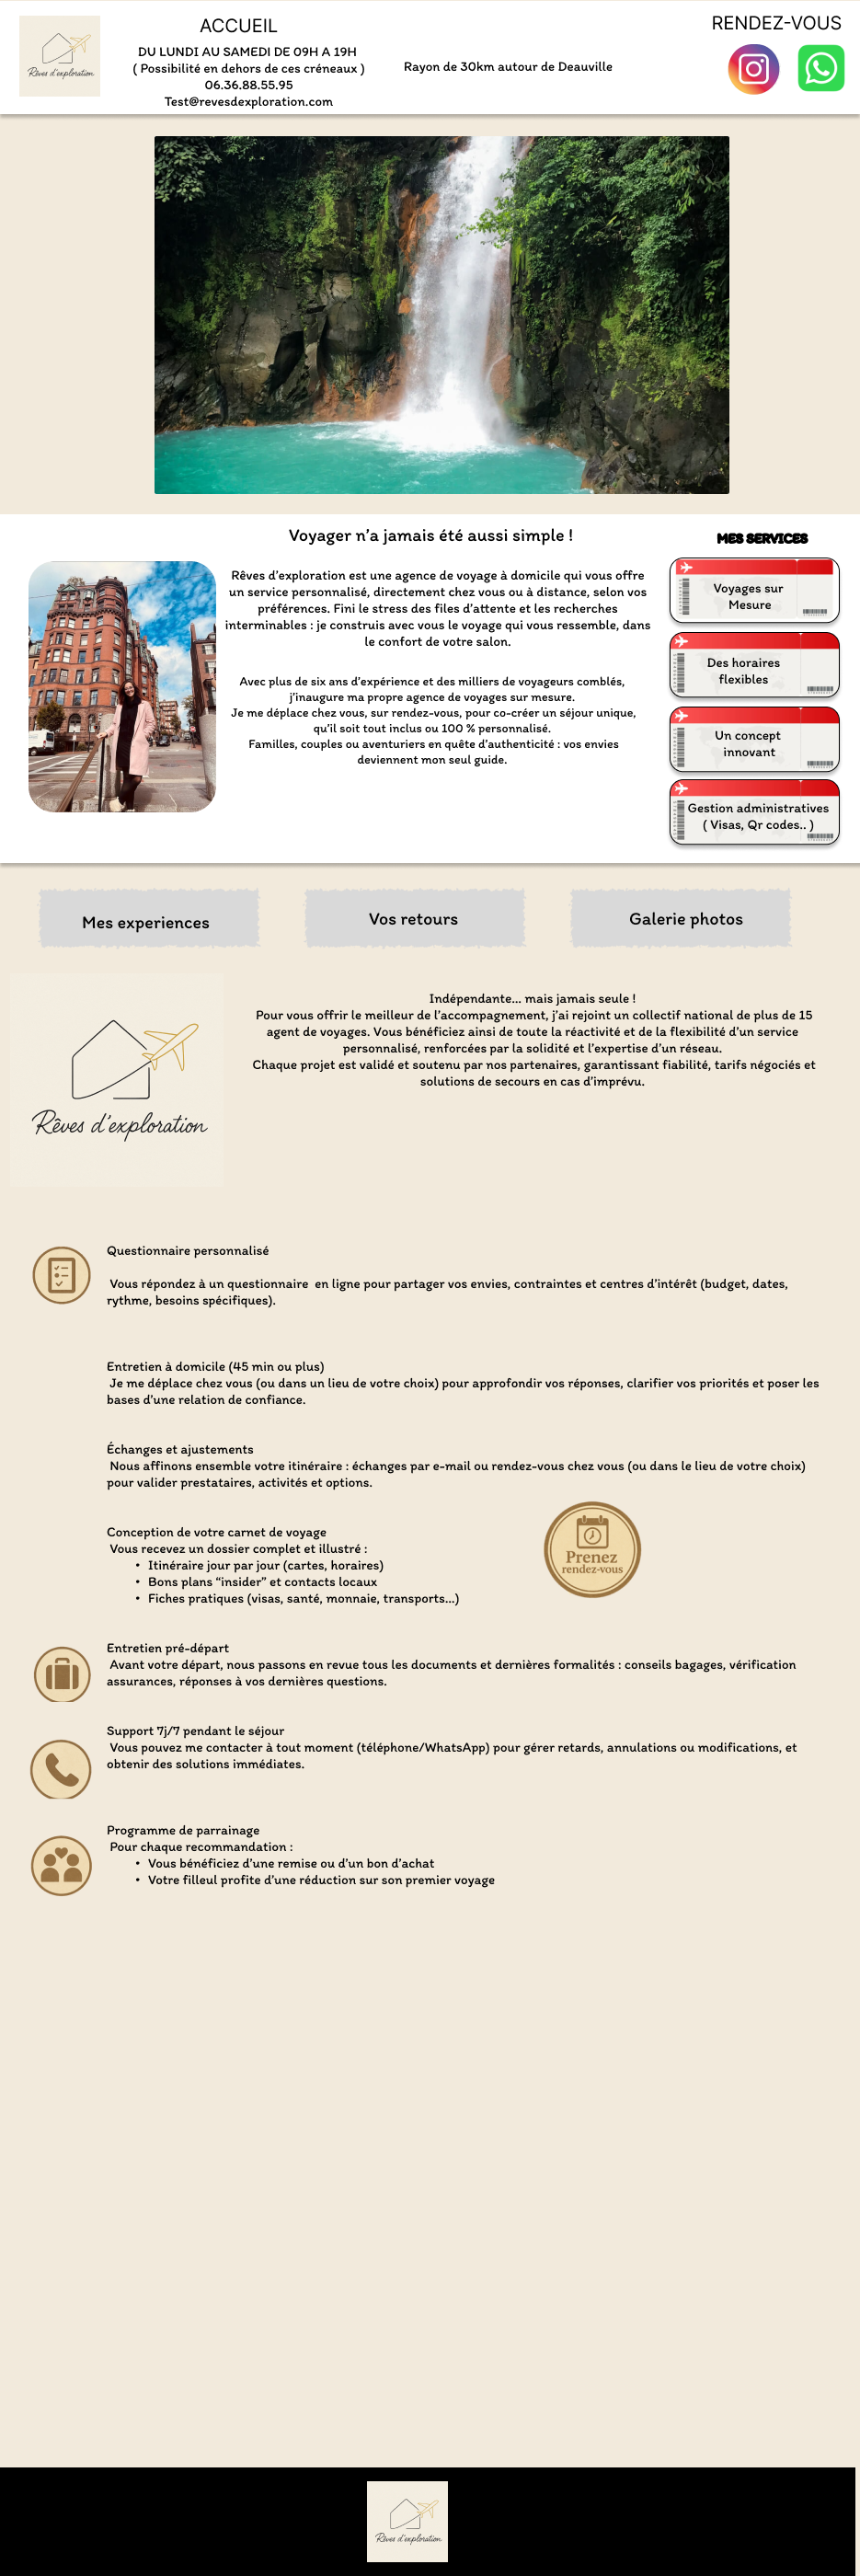 Rêves d'exploration
ACCUEIL
DU LUNDI AU SAMEDI DE 09H A 19H
( Possibilité en dehors de ces créneaux )
06.36.88.55.95
Test@revesdexploration.com
Rayon de 30km autour de Deauville
RENDEZ-VOUS
Voyager n'a jamais été aussi simple !
Rêves d'exploration est une agence de voyage à domicile qui vous offre
un service personnalisé, directement chez vous ou à distance, selon vos
préférences. Fini le stress des files d'attente et les recherches
interminables : je construis avec vous le voyage qui vous ressemble, dans
le confort de votre salon.
Avec plus de six ans d'expérience et des milliers de voyageurs comblés,
j'inaugure ma propre agence de voyages sur mesure.
Je me déplace chez vous, sur rendez-vous, pour co-créer un séjour unique,
qu'il soit tout inclus ou 100 % personnalisé.
Familles, couples ou aventuriers en quête d'authenticité : vos envies
deviennent mon seul guide.
MES SERVICES
Voyages sur
Mesure
Des horaires
flexibles
Un concept
innovant
Gestion administratives
( Visas, Qr codes.. )
Mes experiences
Vos retours
Galerie photos
Rêves d'exploration
Indépendante… mais jamais seule !
Pour vous offrir le meilleur de l'accompagnement, j'ai rejoint un collectif national de plus de 15
agent de voyages. Vous bénéficiez ainsi de toute la réactivité et de la flexibilité d'un service
personnalisé, renforcées par la solidité et l'expertise d'un réseau.
Chaque projet est validé et soutenu par nos partenaires, garantissant fiabilité, tarifs négociés et
solutions de secours en cas d'imprévu.
Questionnaire personnalisé
Vous répondez à un questionnaire  en ligne pour partager vos envies, contraintes et centres d'intérêt (budget, dates,
rythme, besoins spécifiques).
Entretien à domicile (45 min ou plus)
Je me déplace chez vous (ou dans un lieu de votre choix) pour approfondir vos réponses, clarifier vos priorités et poser les
bases d'une relation de confiance.
Échanges et ajustements
Nous affinons ensemble votre itinéraire : échanges par e-mail ou rendez-vous chez vous (ou dans le lieu de votre choix)
pour valider prestataires, activités et options.
Conception de votre carnet de voyage
Vous recevez un dossier complet et illustré :
• Itinéraire jour par jour (cartes, horaires)
• Bons plans "insider" et contacts locaux
• Fiches pratiques (visas, santé, monnaie, transports…)
Prenez
rendez-vous
Entretien pré-départ
Avant votre départ, nous passons en revue tous les documents et dernières formalités : conseils bagages, vérification
assurances, réponses à vos dernières questions.
Support 7j/7 pendant le séjour
Vous pouvez me contacter à tout moment (téléphone/WhatsApp) pour gérer retards, annulations ou modifications, et
obtenir des solutions immédiates.
Programme de parrainage
Pour chaque recommandation :
• Vous bénéficiez d'une remise ou d'un bon d'achat
• Votre filleul profite d'une réduction sur son premier voyage
Rêves d'exploration